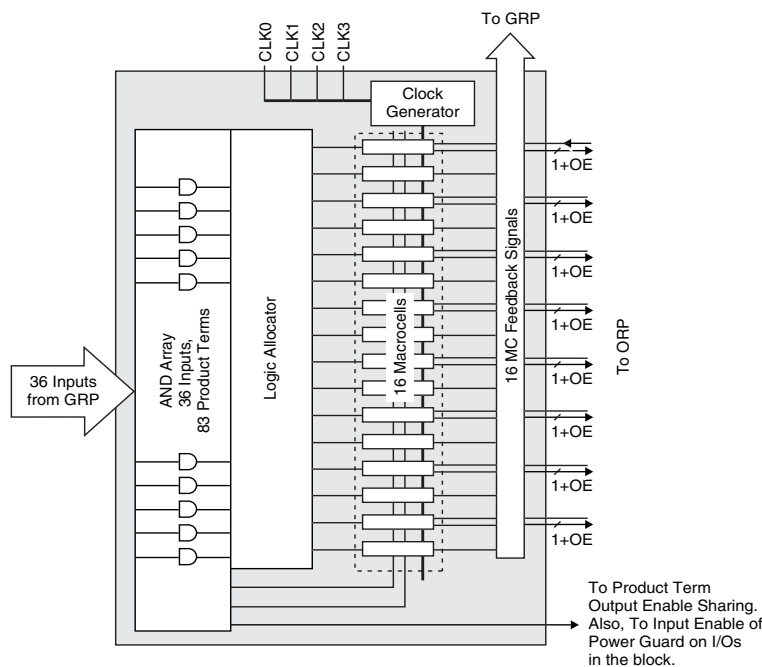 To GRP
CLK0
CLK1
CLK2
CLK3
Clock
Generator
1+OE
1+OE
1+OE
1+OE
1+OE
1+OE
1+OE
1+OE
36 Inputs
from GRP
AND Array
36 Inputs,
83 Product Terms
Logic Allocator
16 Macrocells
16 MC Feedback Signals
To ORP
To Product Term
Output Enable Sharing.
Also, To Input Enable of
Power Guard on I/Os
in the block.